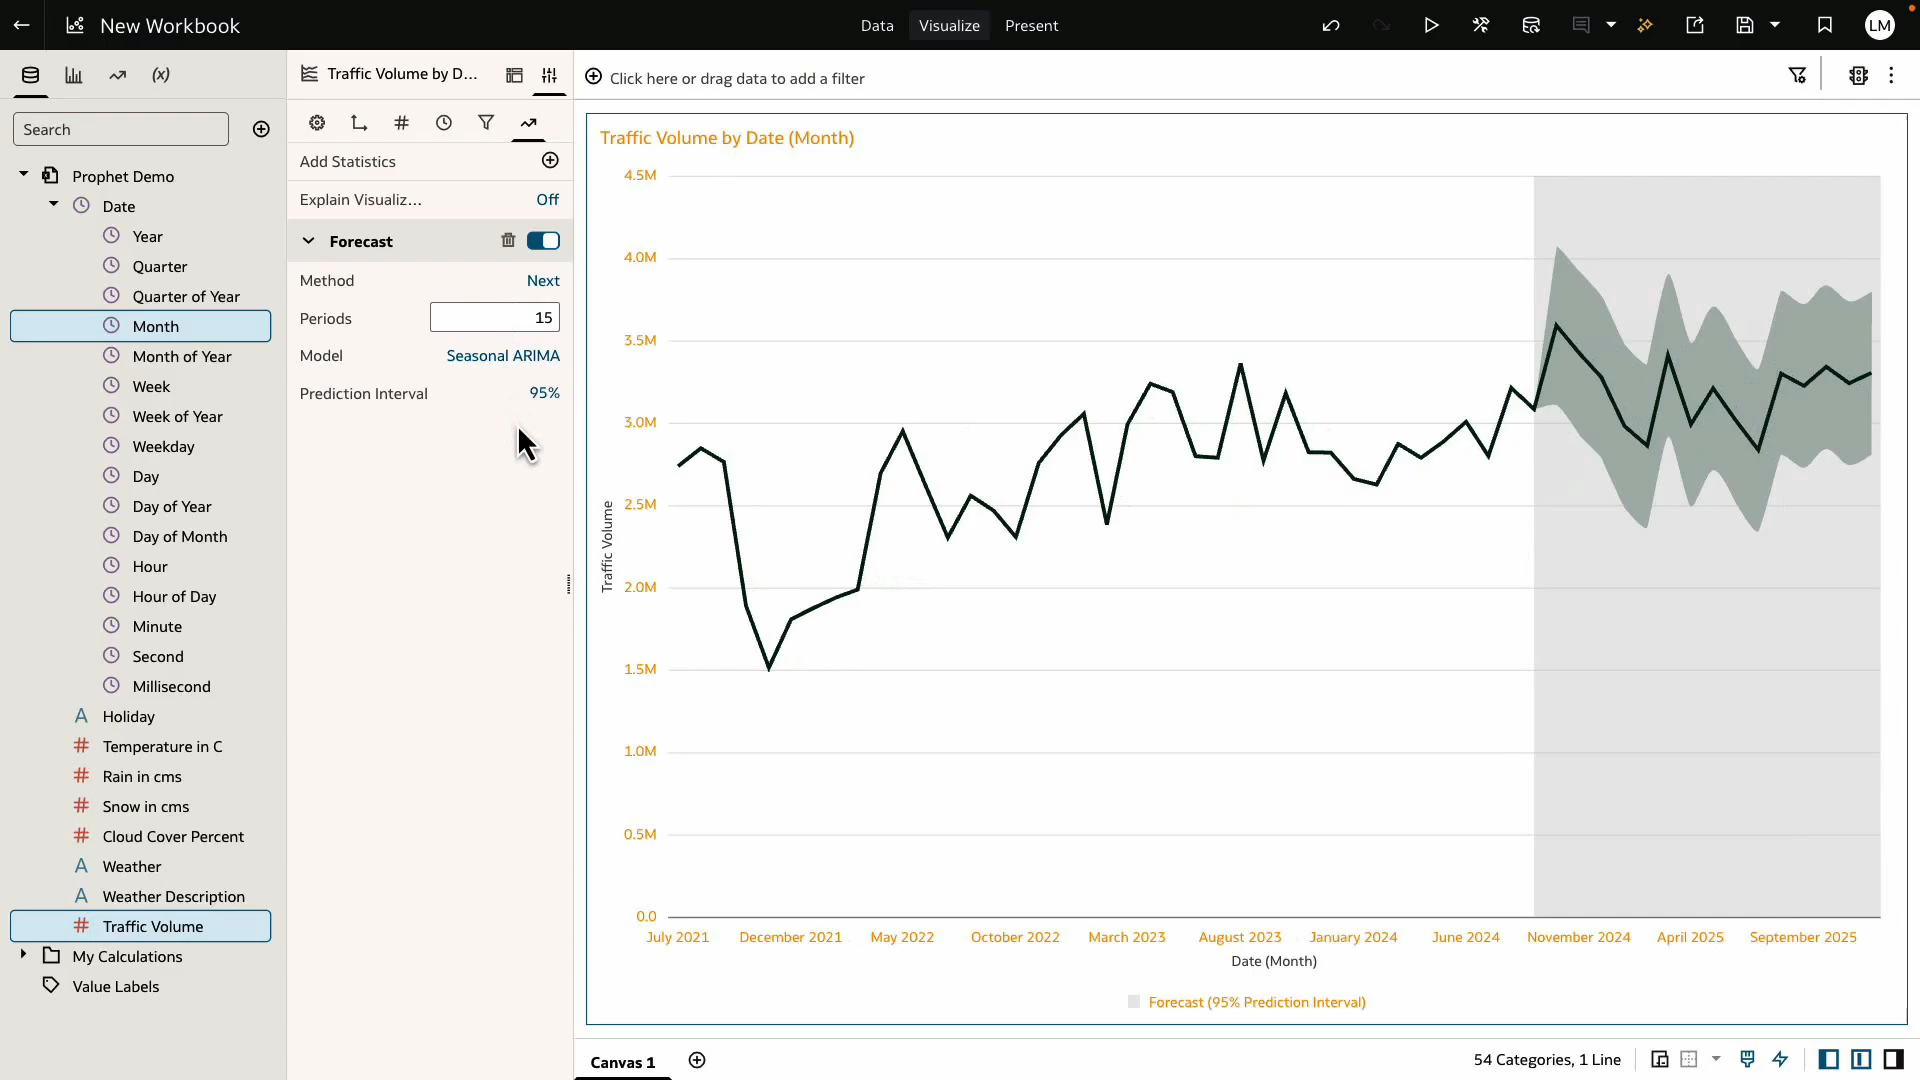 New Workbook
Data
Visualize
Present
LM
(x)
Search
Prophet Demo
Date
Year
Quarter
Quarter of Year
Month
Month of Year
Week
Week of Year
Weekday
Day
Day of Year
Day of Month
Hour
Hour of Day
Minute
Second
Millisecond
A Holiday
# Temperature in C
# Rain in cms
# Snow in cms
# Cloud Cover Percent
A Weather
A Weather Description
# Traffic Volume
My Calculations
Value Labels
Traffic Volume by D...
#
Add Statistics
Explain Visualiz... Off
Forecast
Method Next
Periods 15
Model Seasonal ARIMA
Prediction Interval 95%
Click here or drag data to add a filter
Traffic Volume by Date (Month)
4.5M
4.0M
3.5M
3.0M
2.5M
2.0M
1.5M
1.0M
0.5M
0.0
Traffic Volume
July 2021 December 2021 May 2022 October 2022 March 2023 August 2023 January 2024 June 2024 November 2024 April 2025 September 2025
Date (Month)
Forecast (95% Prediction Interval)
Canvas 1
54 Categories, 1 Line